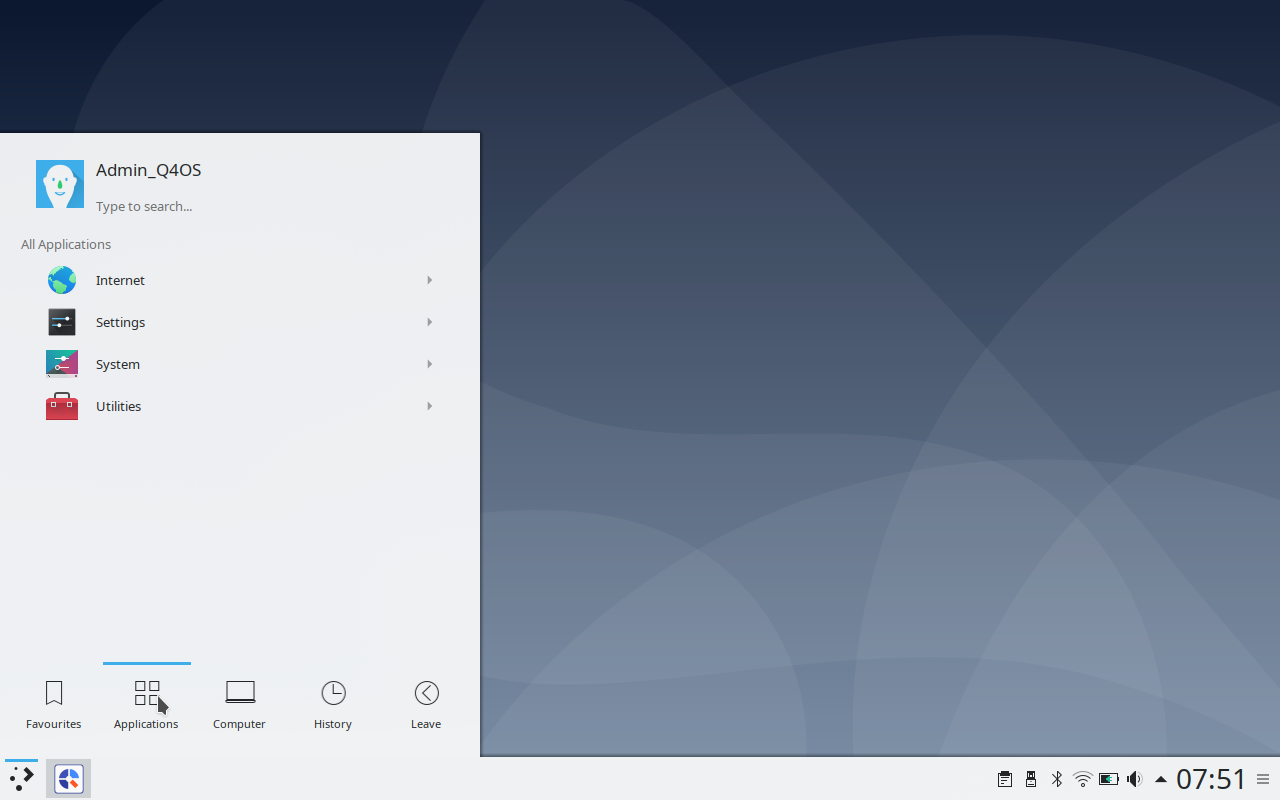 Admin_Q4OS
Type to search...
All Applications
Internet
Settings
System
Utilities
Favourites
Applications
Computer
History
Leave
07:51